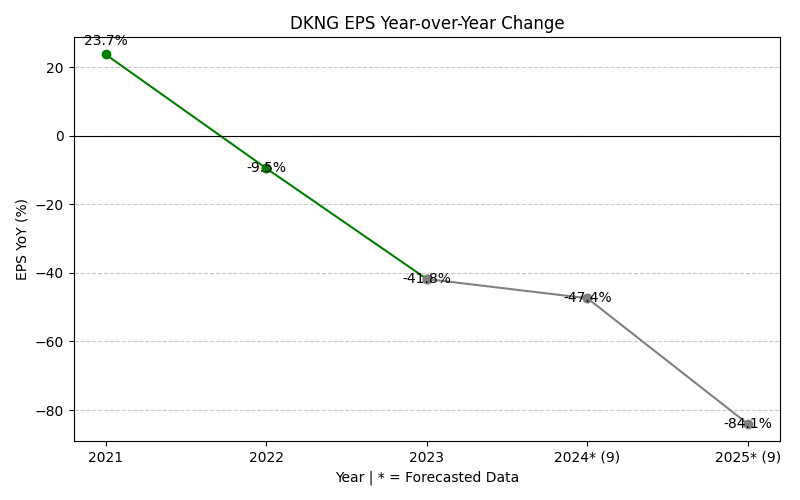 DKNG EPS Year-over-Year Change
23.7%
-9.5%
-41.8%
-47.4%
-84.1%
EPS YoY (%)
20
0
−20
−40
−60
−80
2021 2022 2023 2024* (9) 2025* (9)
Year | * = Forecasted Data